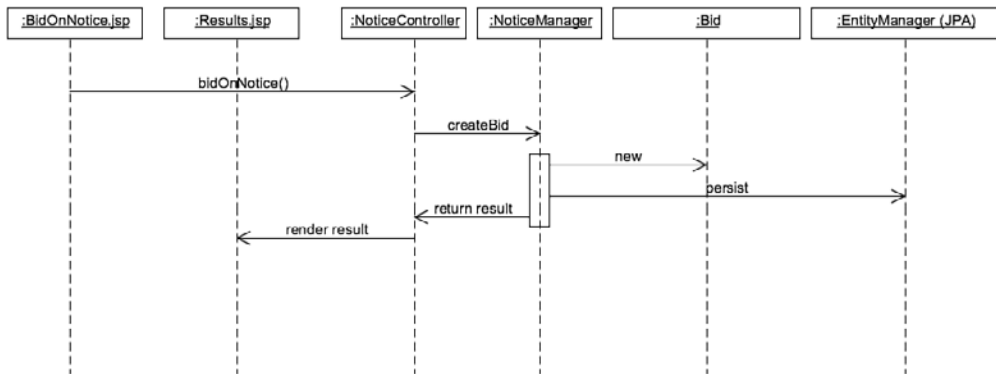 :BidOnNotice.jsp
:Results.jsp
:NoticeController
:NoticeManager
:Bid
:EntityManager (JPA)
bidOnNotice()
createBid
new
persist
return result
render result